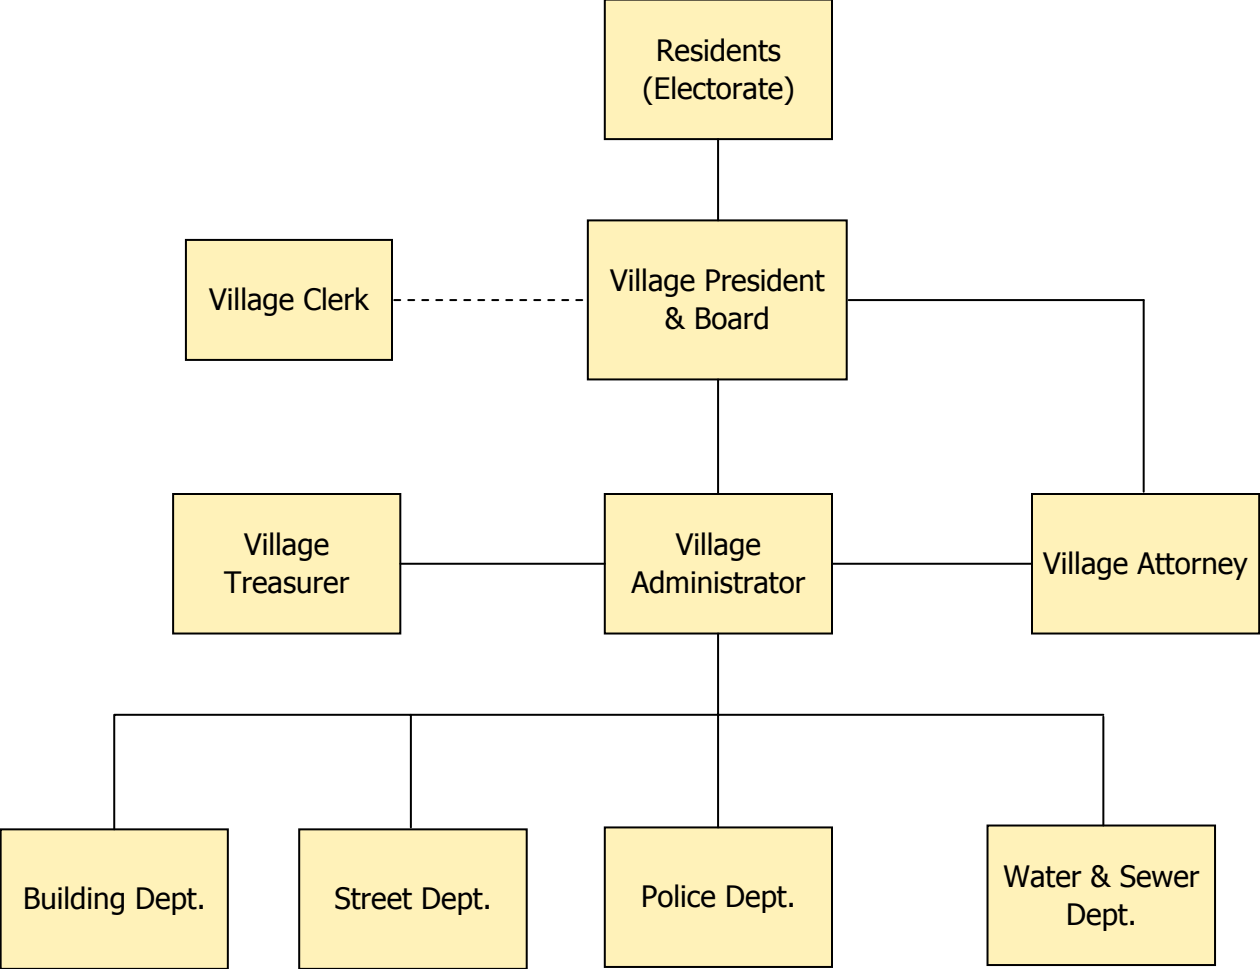 Residents
(Electorate)
Village Clerk
Village President
& Board
Village
Treasurer
Village
Administrator
Village Attorney
Building Dept.
Street Dept.
Police Dept.
Water & Sewer
Dept.